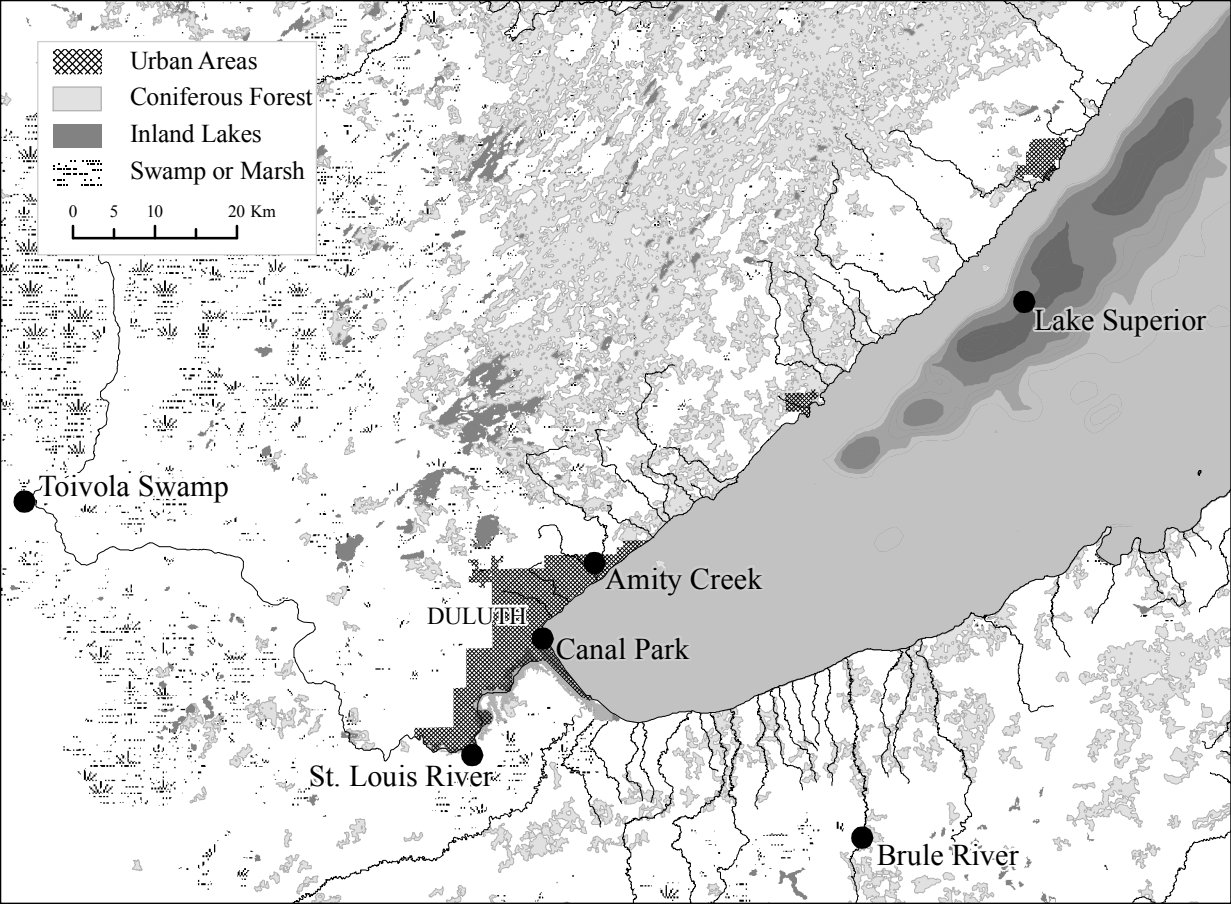 Urban Areas
Coniferous Forest
Inland Lakes
Swamp or Marsh
0 5 10 20 Km
Lake Superior
Toivola Swamp
Amity Creek
DULUTH
Canal Park
St. Louis River
Brule River